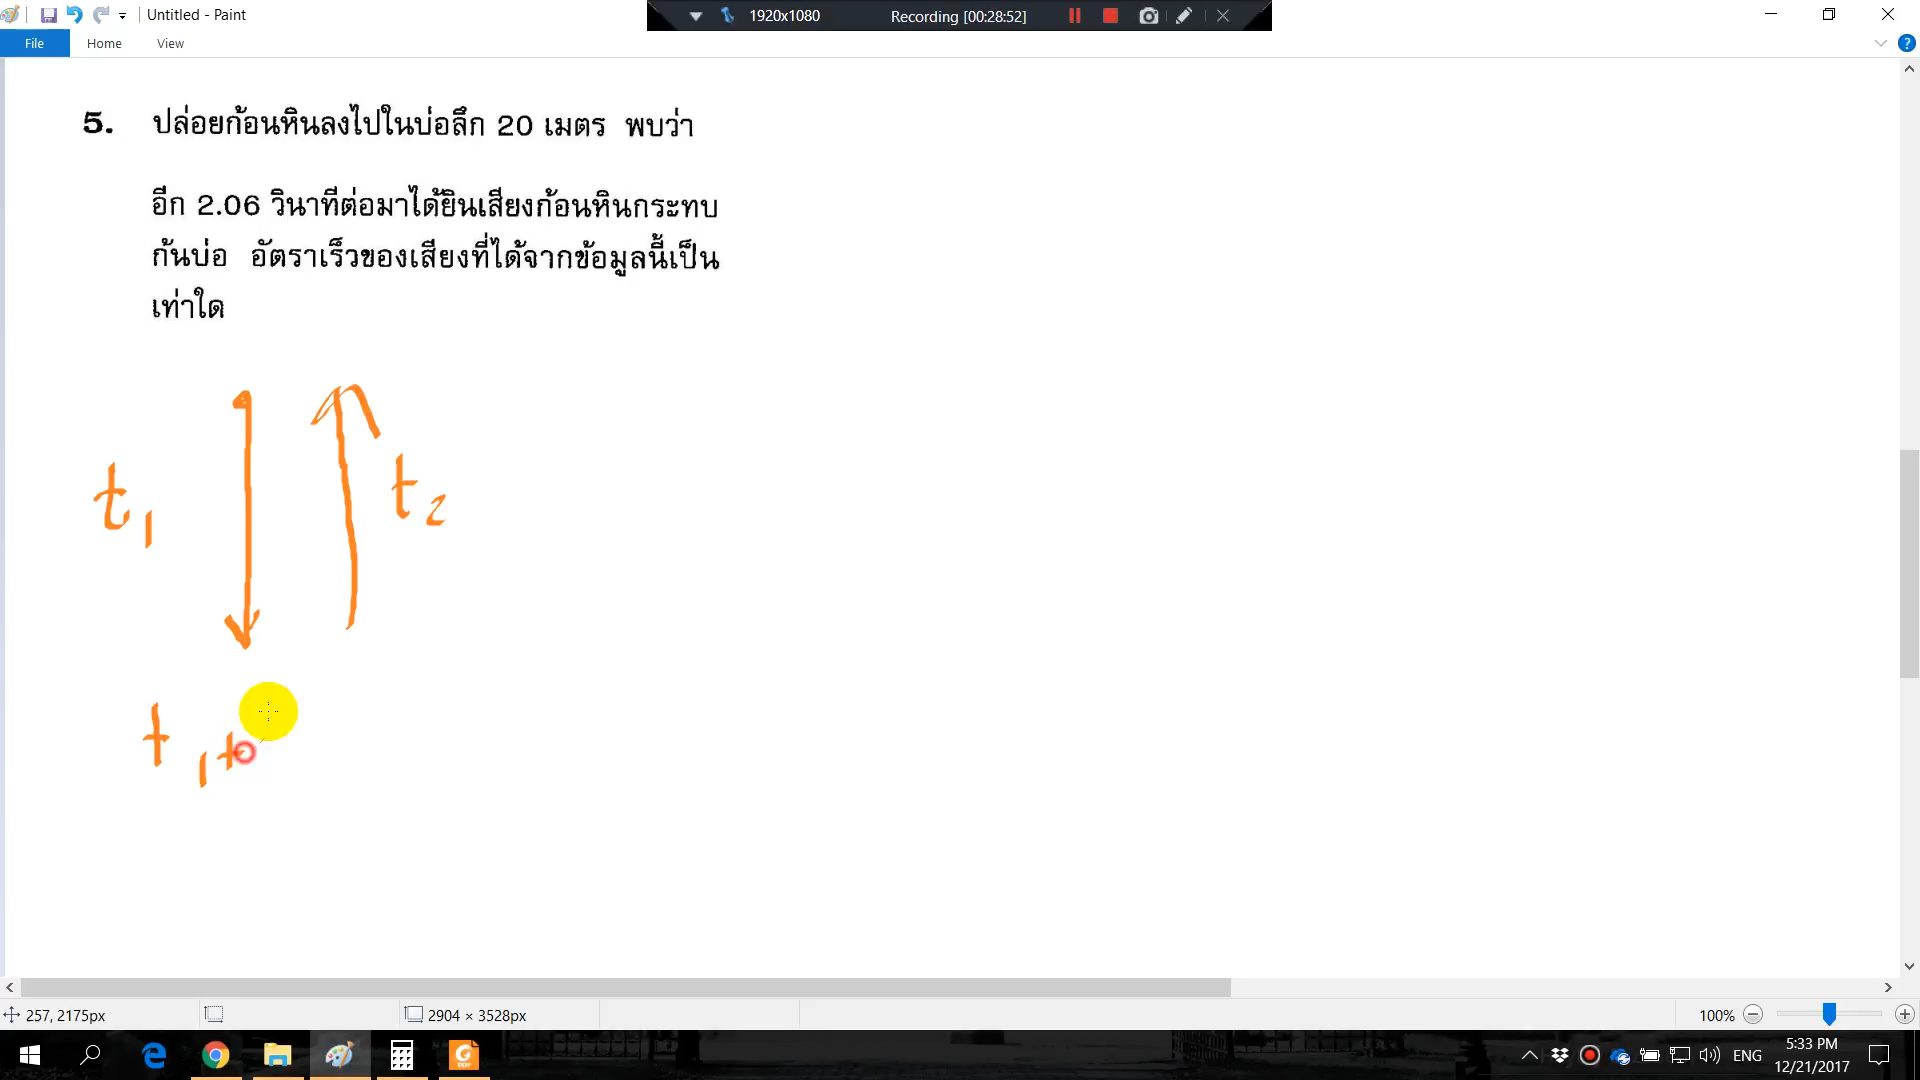 Untitled - Paint
1920x1080
Recording [00:28:52]
File Home View
5. ปล่อยก้อนหินลงไปในบ่อลึก 20 เมตร พบว่า
อีก 2.06 วินาทีต่อมาได้ยินเสียงก้อนหินกระทบ
ก้นบ่อ อัตราเร็วของเสียงที่ได้จากข้อมูลนี้เป็น
เท่าใด
t1 t2
t1t
257, 2175px
2904 × 3528px
100%
ENG
5:33 PM
12/21/2017